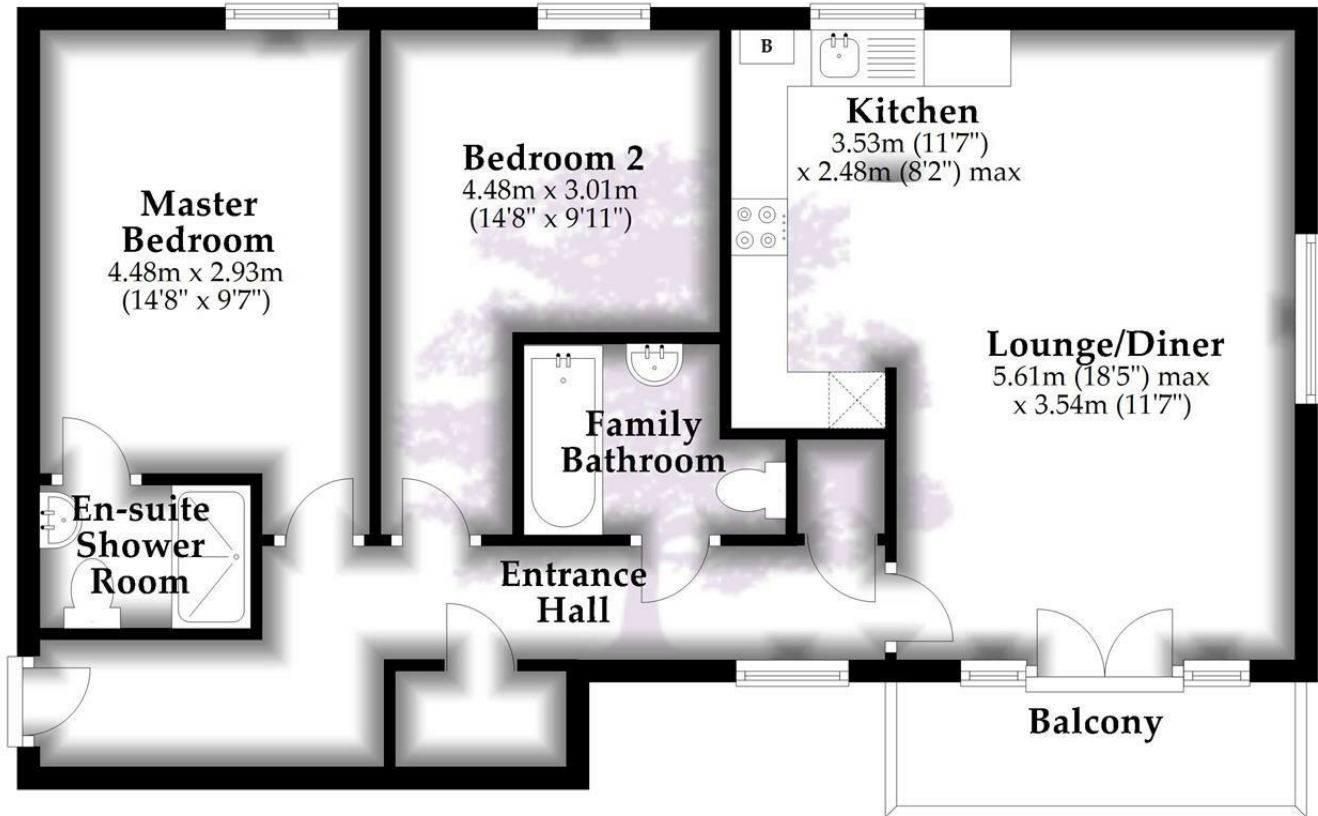 B
Kitchen
3.53m (11'7")
x 2.48m (8'2") max
Bedroom 2
4.48m x 3.01m
(14'8" x 9'11")
Master
Bedroom
4.48m x 2.93m
(14'8" x 9'7")
Lounge/Diner
5.61m (18'5") max
x 3.54m (11'7")
Family
Bathroom
En-suite
Shower
Room
Entrance
Hall
Balcony